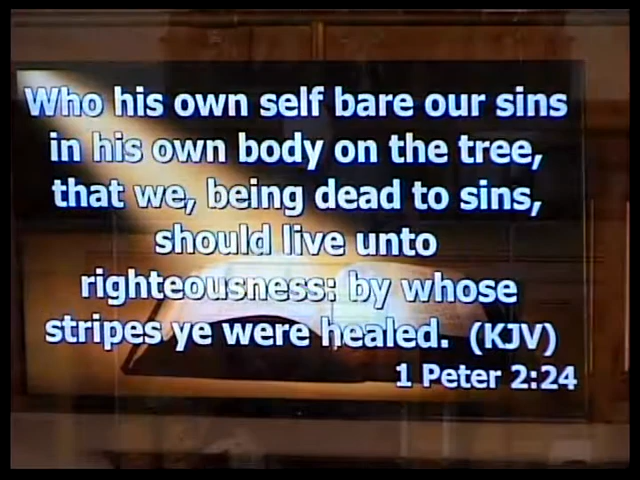 Who his own self bare our sins
in his own body on the tree,
that we, being dead to sins,
should live unto
righteousness: by whose
stripes ye were healed. (KJV)
1 Peter 2:24